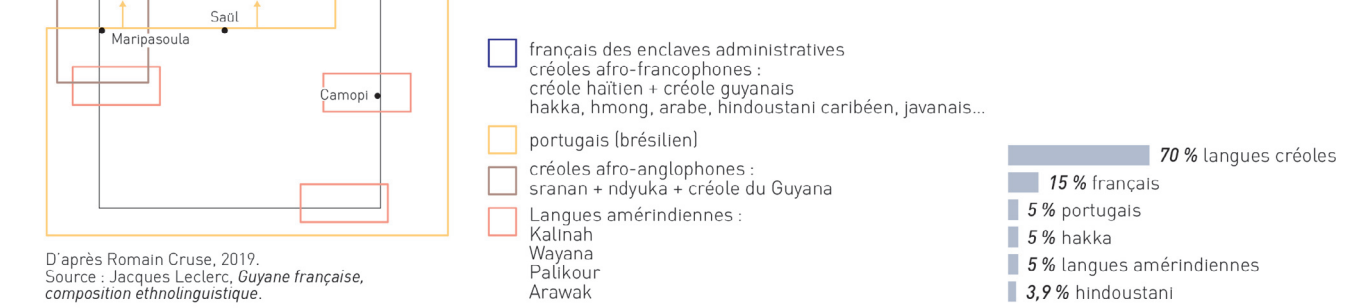 Saül
Maripasoula
Camopi
D'après Romain Cruse, 2019.
Source : Jacques Leclerc, Guyane française,
composition ethnolinguistique.
français des enclaves administratives
créoles afro-francophones :
créole haïtien + créole guyanais
hakka, hmong, arabe, hindoustani caribéen, javanais...
portugais (brésilien)
créoles afro-anglophones :
sranan + ndyuka + créole du Guyana
Langues amérindiennes :
Kalinah
Wayana
Palikour
Arawak
70 % langues créoles
15 % français
5 % portugais
5 % hakka
5 % langues amérindiennes
3,9 % hindoustani